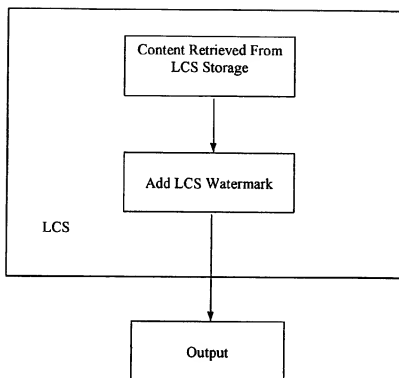 Content Retrieved From
LCS Storage
Add LCS Watermark
LCS
Output